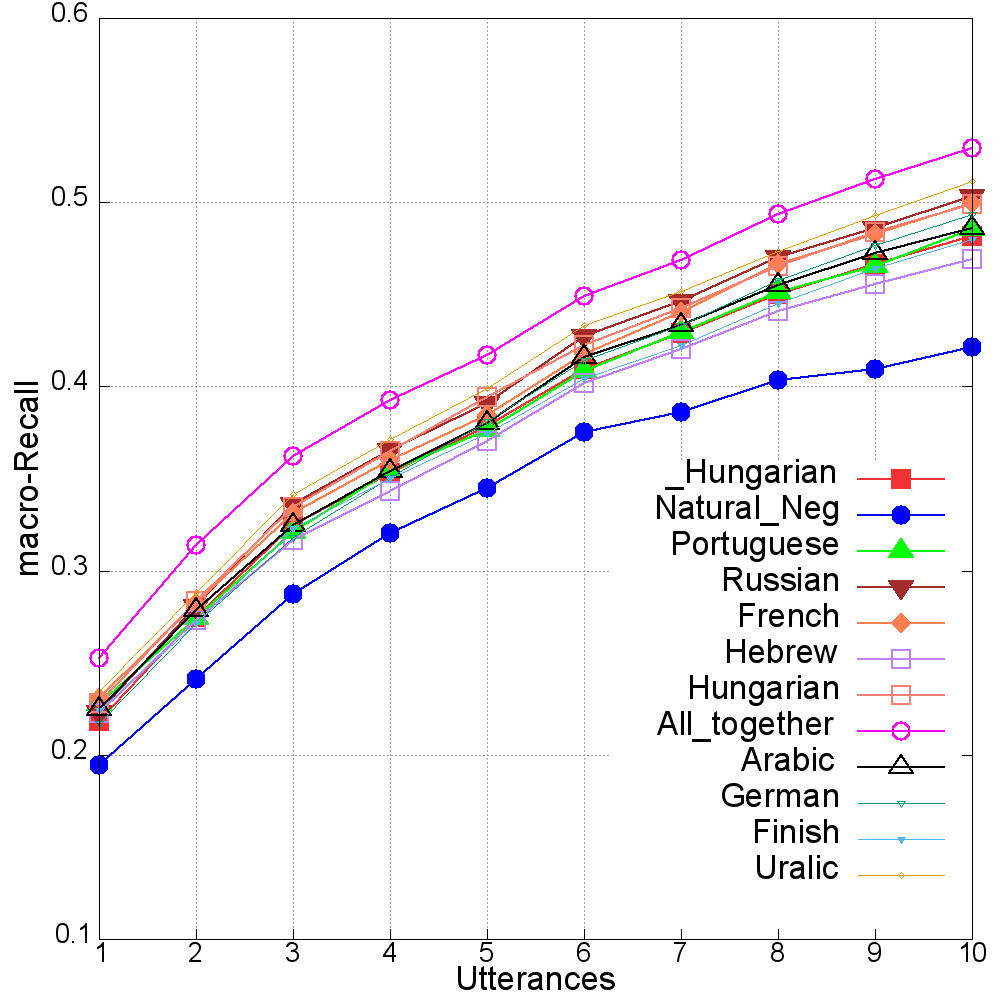 0.6
0.5
0.4
0.3
0.2
0.1
macro-Recall
_Hungarian
Natural_Neg
Portuguese
Russian
French
Hebrew
Hungarian
All_together
Arabic
German
Finish
Uralic
1 2 3 4 5 6 7 8 9 10
Utterances